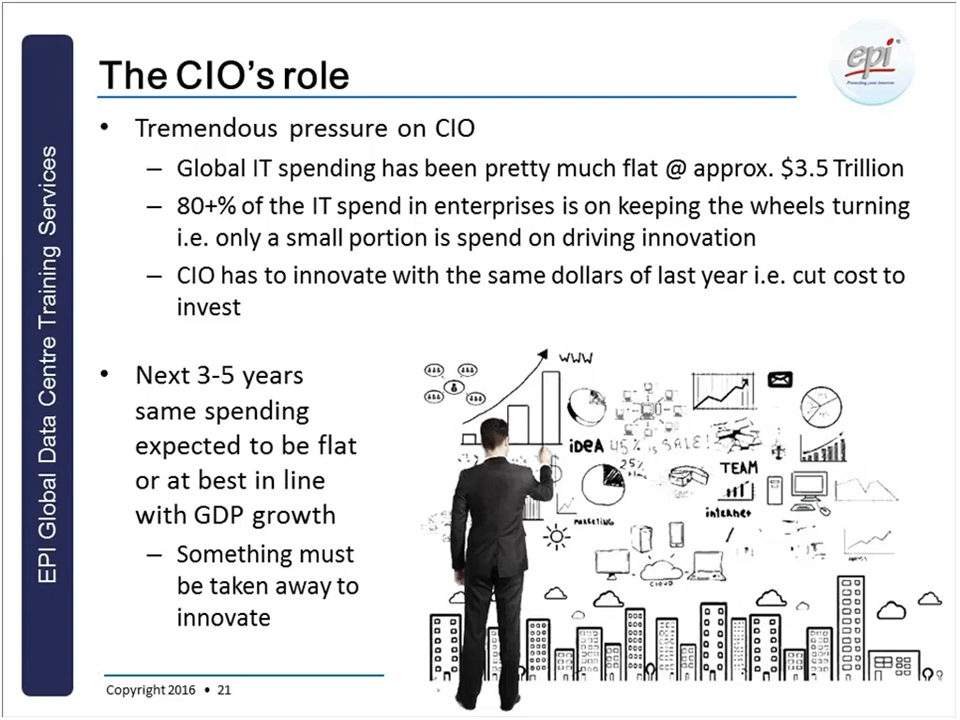 EPI Global Data Centre Training Services
The CIO's role
epi
• Tremendous pressure on CIO
– Global IT spending has been pretty much flat @ approx. $3.5 Trillion
– 80+% of the IT spend in enterprises is on keeping the wheels turning
i.e. only a small portion is spend on driving innovation
– CIO has to innovate with the same dollars of last year i.e. cut cost to
invest
• Next 3-5 years
same spending
expected to be flat
or at best in line
with GDP growth
– Something must
be taken away to
innovate
www
iDEA 45% SALE!
25%
TEAM
internet
MARKETING
CLOUD
Copyright 2016 • 21